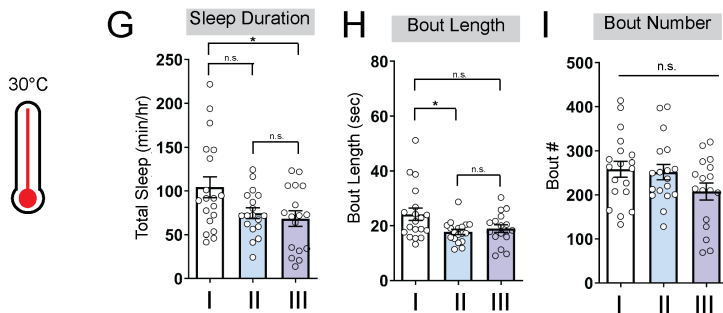 30°C
G
Sleep Duration
Total Sleep (min/hr)
250
200
150
100
50
0
*
n.s.
n.s.
I II III
H
Bout Length
Bout Length (sec)
80
60
40
20
0
n.s.
*
n.s.
I II III
I
Bout Number
Bout #
500
400
300
200
100
0
n.s.
I II III